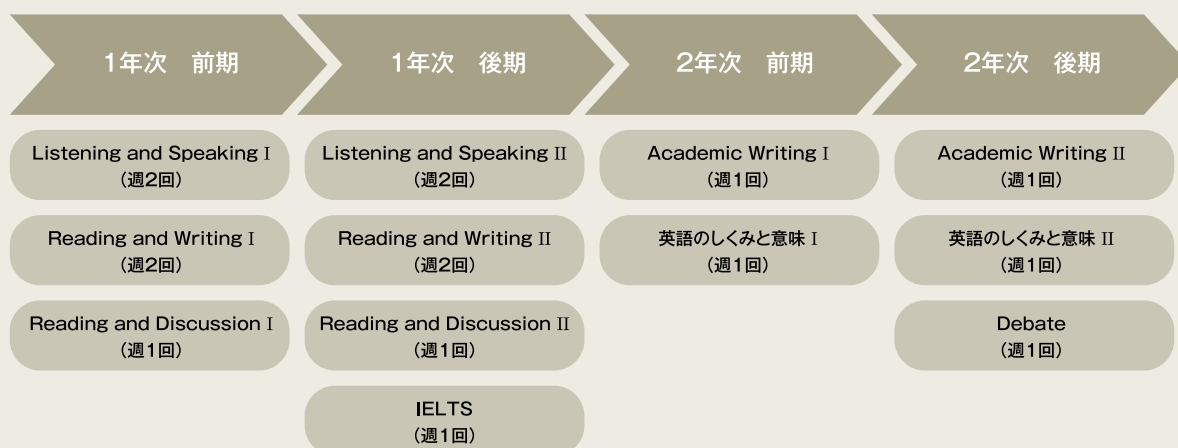 1年次　前期
Listening and Speaking Ⅰ
(週2回)
Reading and Writing Ⅰ
(週2回)
Reading and Discussion Ⅰ
(週1回)
1年次　後期
Listening and Speaking Ⅱ
(週2回)
Reading and Writing Ⅱ
(週2回)
Reading and Discussion Ⅱ
(週1回)
IELTS
(週1回)
2年次　前期
Academic Writing Ⅰ
(週1回)
英語のしくみと意味 Ⅰ
(週1回)
2年次　後期
Academic Writing Ⅱ
(週1回)
英語のしくみと意味 Ⅱ
(週1回)
Debate
(週1回)